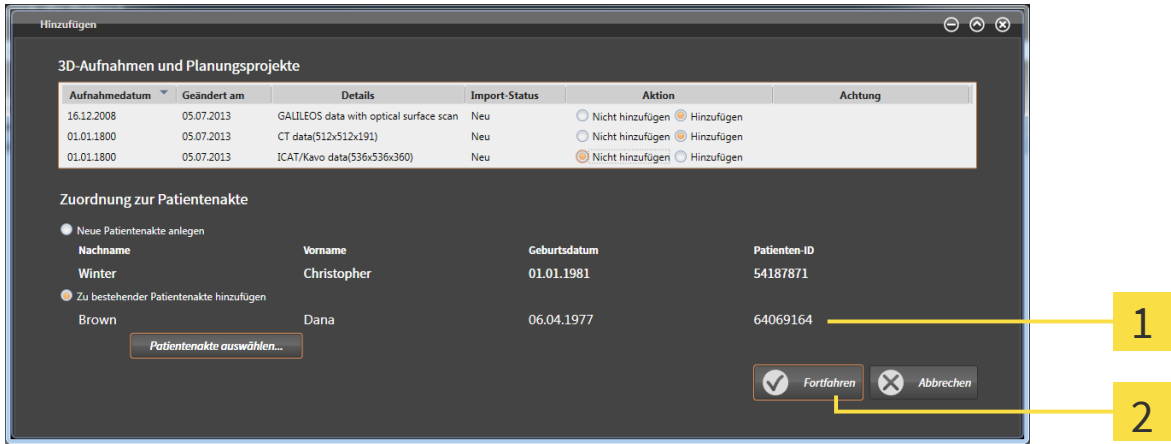 Hinzufügen
3D-Aufnahmen und Planungsprojekte
Aufnahmedatum Geändert am Details Import-Status Aktion Achtung
16.12.2008 05.07.2013 GALILEOS data with optical surface scan Neu Nicht hinzufügen Hinzufügen
01.01.1800 05.07.2013 CT data(512x512x191) Neu Nicht hinzufügen Hinzufügen
01.01.1800 05.07.2013 ICAT/Kavo data(536x536x360) Neu Nicht hinzufügen Hinzufügen
Zuordnung zur Patientenakte
Neue Patientenakte anlegen
Nachname Vorname Geburtsdatum Patienten-ID
Winter Christopher 01.01.1981 54187871
Zu bestehender Patientenakte hinzufügen
Brown Dana 06.04.1977 64069164 1
Patientenakte auswählen...
Fortfahren Abbrechen
2